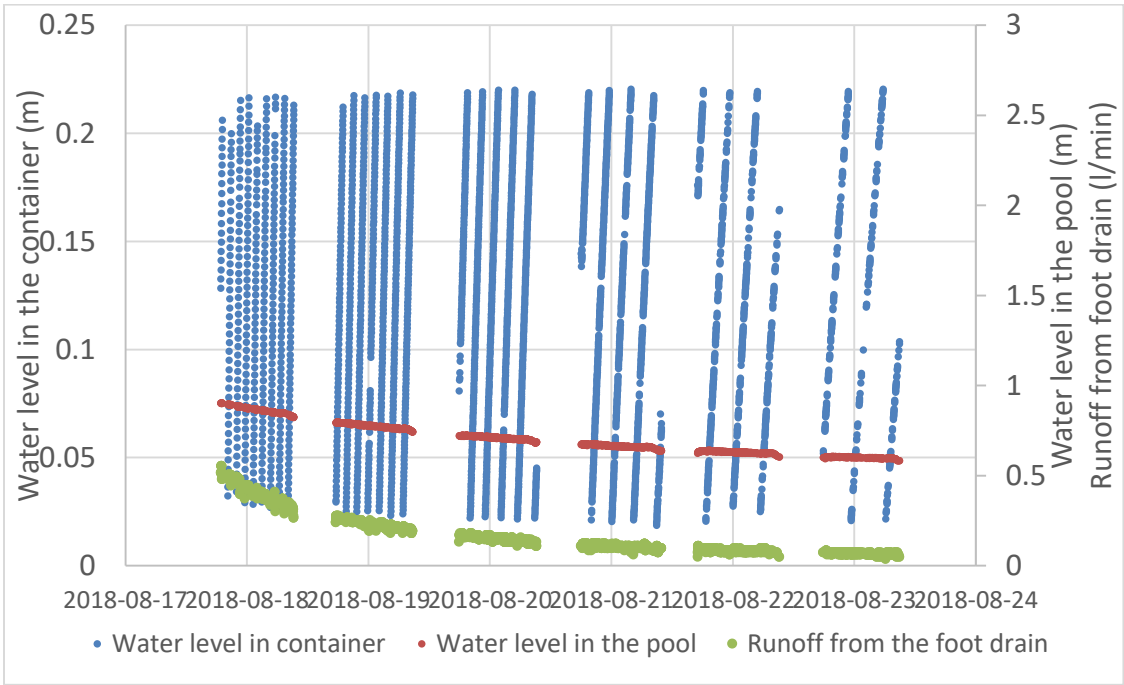 0.25
0.2
0.15
0.1
0.05
0
Water level in the container (m)
3
2.5
2
1.5
1
0.5
0
Water level in the pool (m)
Runoff from foot drain (l/min)
2018-08-17 2018-08-18 2018-08-19 2018-08-20 2018-08-21 2018-08-22 2018-08-23 2018-08-24
Water level in container Water level in the pool Runoff from the foot drain